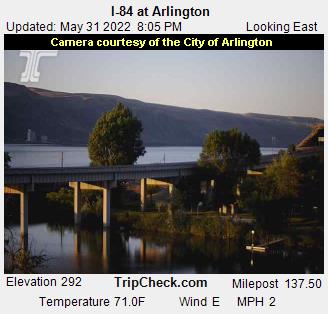 I-84 at Arlington
Updated: May 31 2022 8:05 PM Looking East
Camera courtesy of the City of Arlington
Elevation 292 TripCheck.com Milepost 137.50
Temperature 71.0F Wind E MPH 2